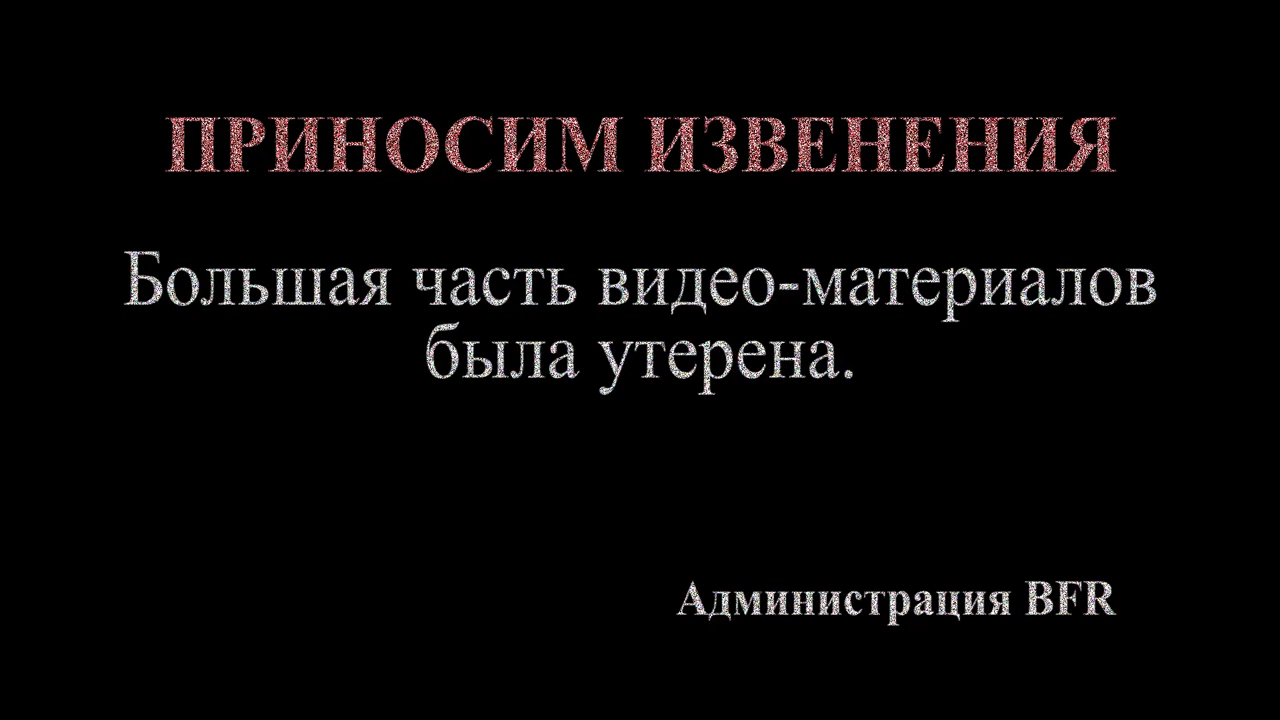 ПРИНОСИМ ИЗВЕНЕНИЯ
Большая часть видео-материалов
была утерена.
Администрация BFR